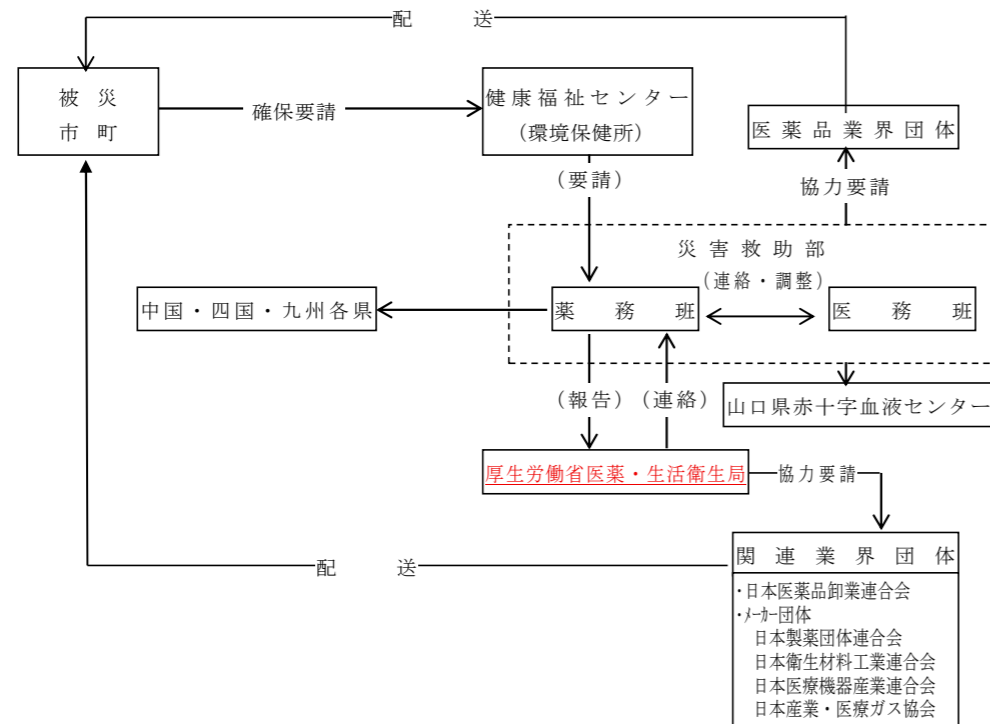 配　送
被 災
市 町
確保要請
健康福祉センター
(環境保健所)
医 薬 品 業 界 団 体
(要請)
協力要請
災 害 救 助 部
(連絡・調整)
中国・四国・九州各県
薬　務　班
医　務　班
(報告)
(連絡)
山口県赤十字血液センター
厚生労働省医薬・生活衛生局
協力要請
配　送
関 連 業 界 団 体
・日本医薬品卸業連合会
・メーカー団体
日本製薬団体連合会
日本衛生材料工業連合会
日本医療機器産業連合会
日本産業・医療ガス協会